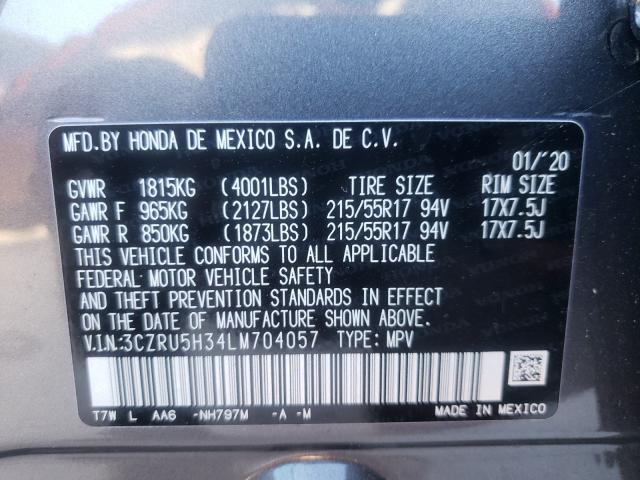 MFD.BY HONDA DE MEXICO S.A. DE C.V.
01/'20
GVWR 1815KG (4001LBS) TIRE SIZE RIM SIZE
GAWR F 965KG (2127LBS) 215/55R17 94V 17X7.5J
GAWR R 850KG (1873LBS) 215/55R17 94V 17X7.5J
THIS VEHICLE CONFORMS TO ALL APPLICABLE
FEDERAL MOTOR VEHICLE SAFETY
AND THEFT PREVENTION STANDARDS IN EFFECT
ON THE DATE OF MANUFACTURE SHOWN ABOVE.
V.I.N.:3CZRU5H34LM704057 TYPE: MPV
T7W L AA6 -NH797M -A -M MADE IN MEXICO